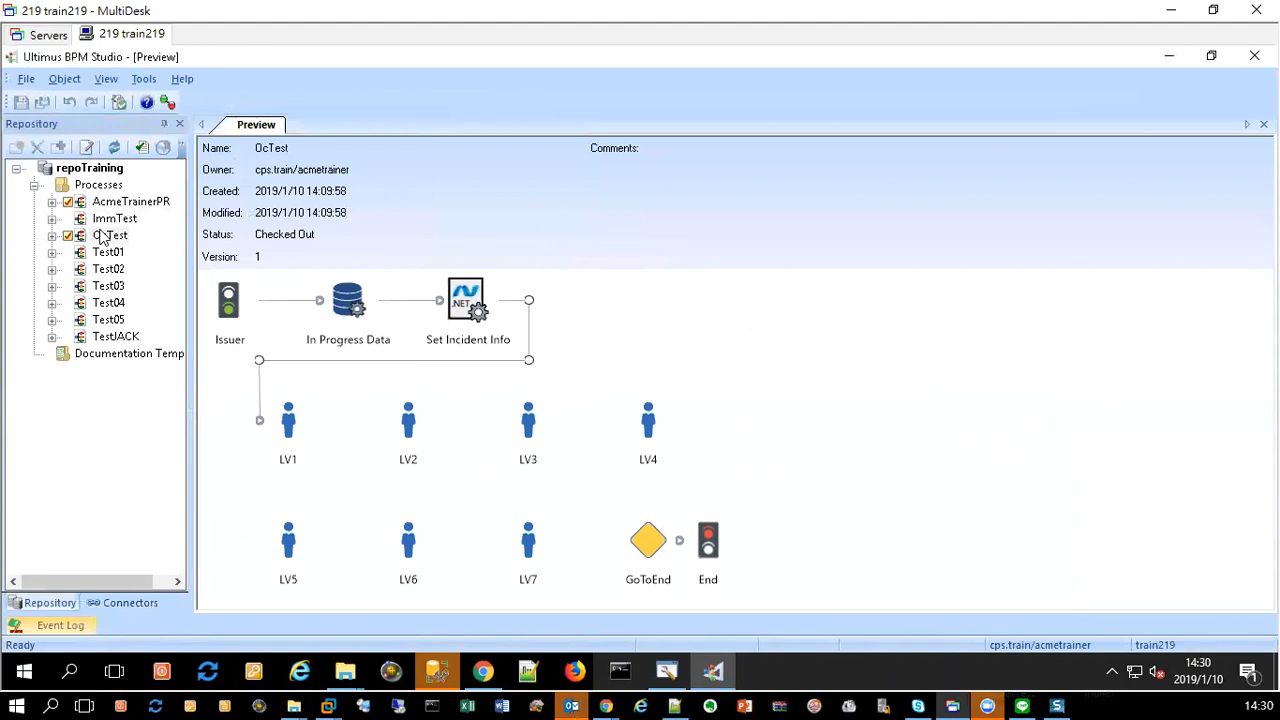 219 train219 - MultiDesk
Servers
219 train219
Ultimus BPM Studio - [Preview]
File Object View Tools Help
Repository
Preview
repoTraining
Processes
AcmeTrainerPR
ImmTest
Test01
Test02
Test03
Test04
Test05
TestJACK
Documentation Temp
Name: OcTest Comments:
Owner: cps.train/acmetrainer
Created: 2019/1/10 14:09:58
Modified: 2019/1/10 14:09:58
Status: Checked Out
Version: 1
.NET
Issuer In Progress Data Set Incident Info
LV1 LV2 LV3 LV4
LV5 LV6 LV7 GoToEnd End
Repository Connectors
Event Log
Ready cps.train/acmetrainer train219
14:30
2019/1/10
14:30